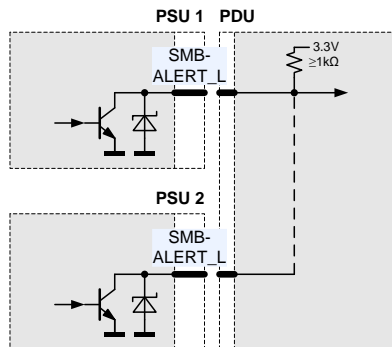 PSU 1 PDU
SMB-
ALERT_L
3.3V
≥1kΩ
PSU 2
SMB-
ALERT_L